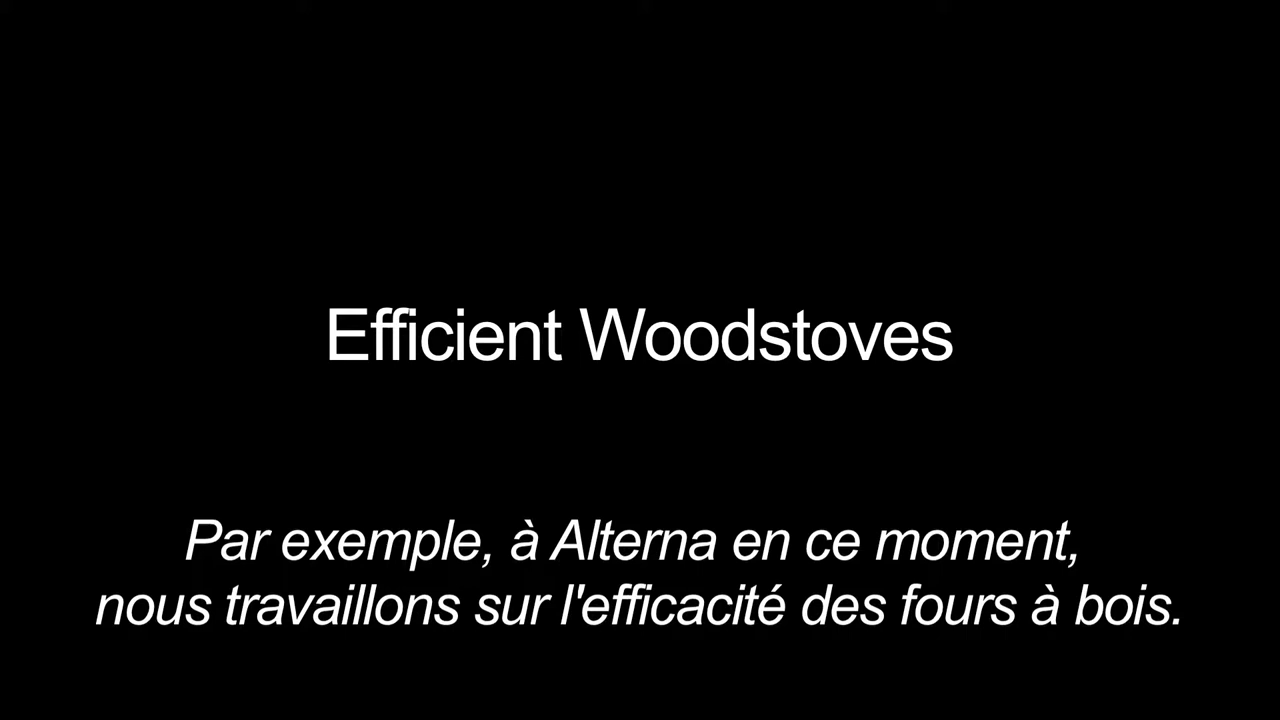 Efficient Woodstoves
Par exemple, à Alterna en ce moment,
nous travaillons sur l'efficacité des fours à bois.